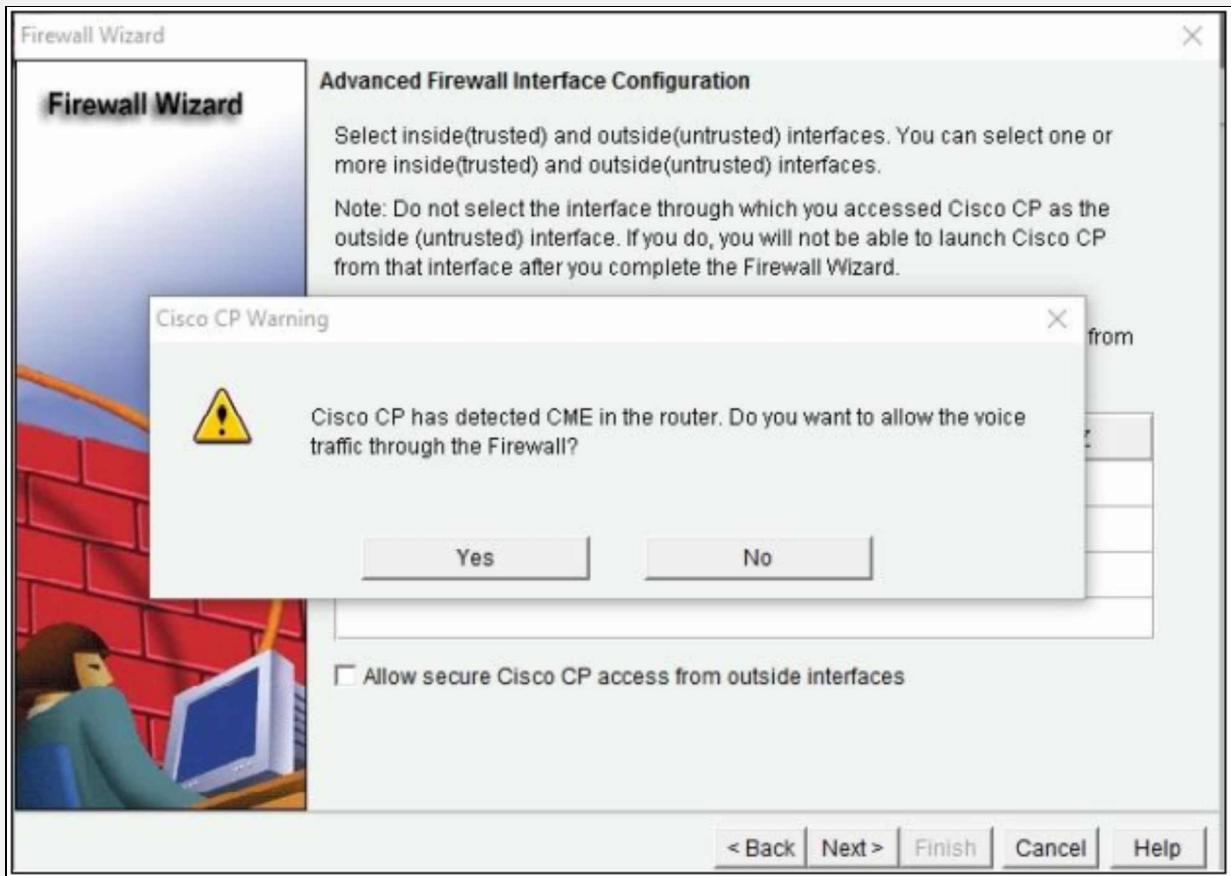 Firewall Wizard
Firewall Wizard
Advanced Firewall Interface Configuration
Select inside(trusted) and outside(untrusted) interfaces. You can select one or
more inside(trusted) and outside(untrusted) interfaces.
Note: Do not select the interface through which you accessed Cisco CP as the
outside (untrusted) interface. If you do, you will not be able to launch Cisco CP
from that interface after you complete the Firewall Wizard.
from
Cisco CP Warning
Cisco CP has detected CME in the router. Do you want to allow the voice
traffic through the Firewall?
Yes
No
Allow secure Cisco CP access from outside interfaces
< Back
Next >
Finish
Cancel
Help